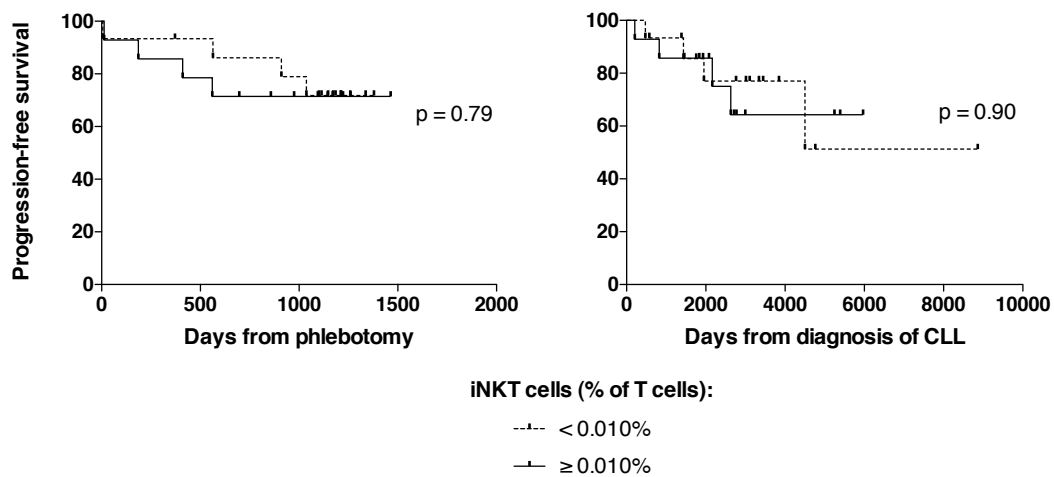 Progression-free survival
100
80
60
40
20
0
p = 0.79
0 500 1000 1500 2000
Days from phlebotomy
100
80
60
40
20
0
p = 0.90
0 2000 4000 6000 8000 10000
Days from diagnosis of CLL
iNKT cells (% of T cells):
< 0.010%
≥ 0.010%